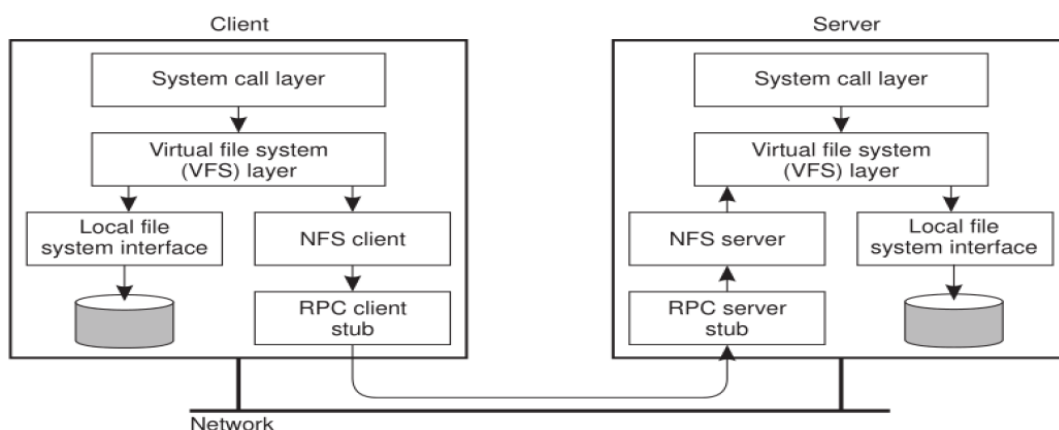 Client
Server
System call layer
System call layer
Virtual file system
(VFS) layer
Virtual file system
(VFS) layer
Local file
system interface
NFS client
NFS server
Local file
system interface
RPC client
stub
RPC server
stub
Network